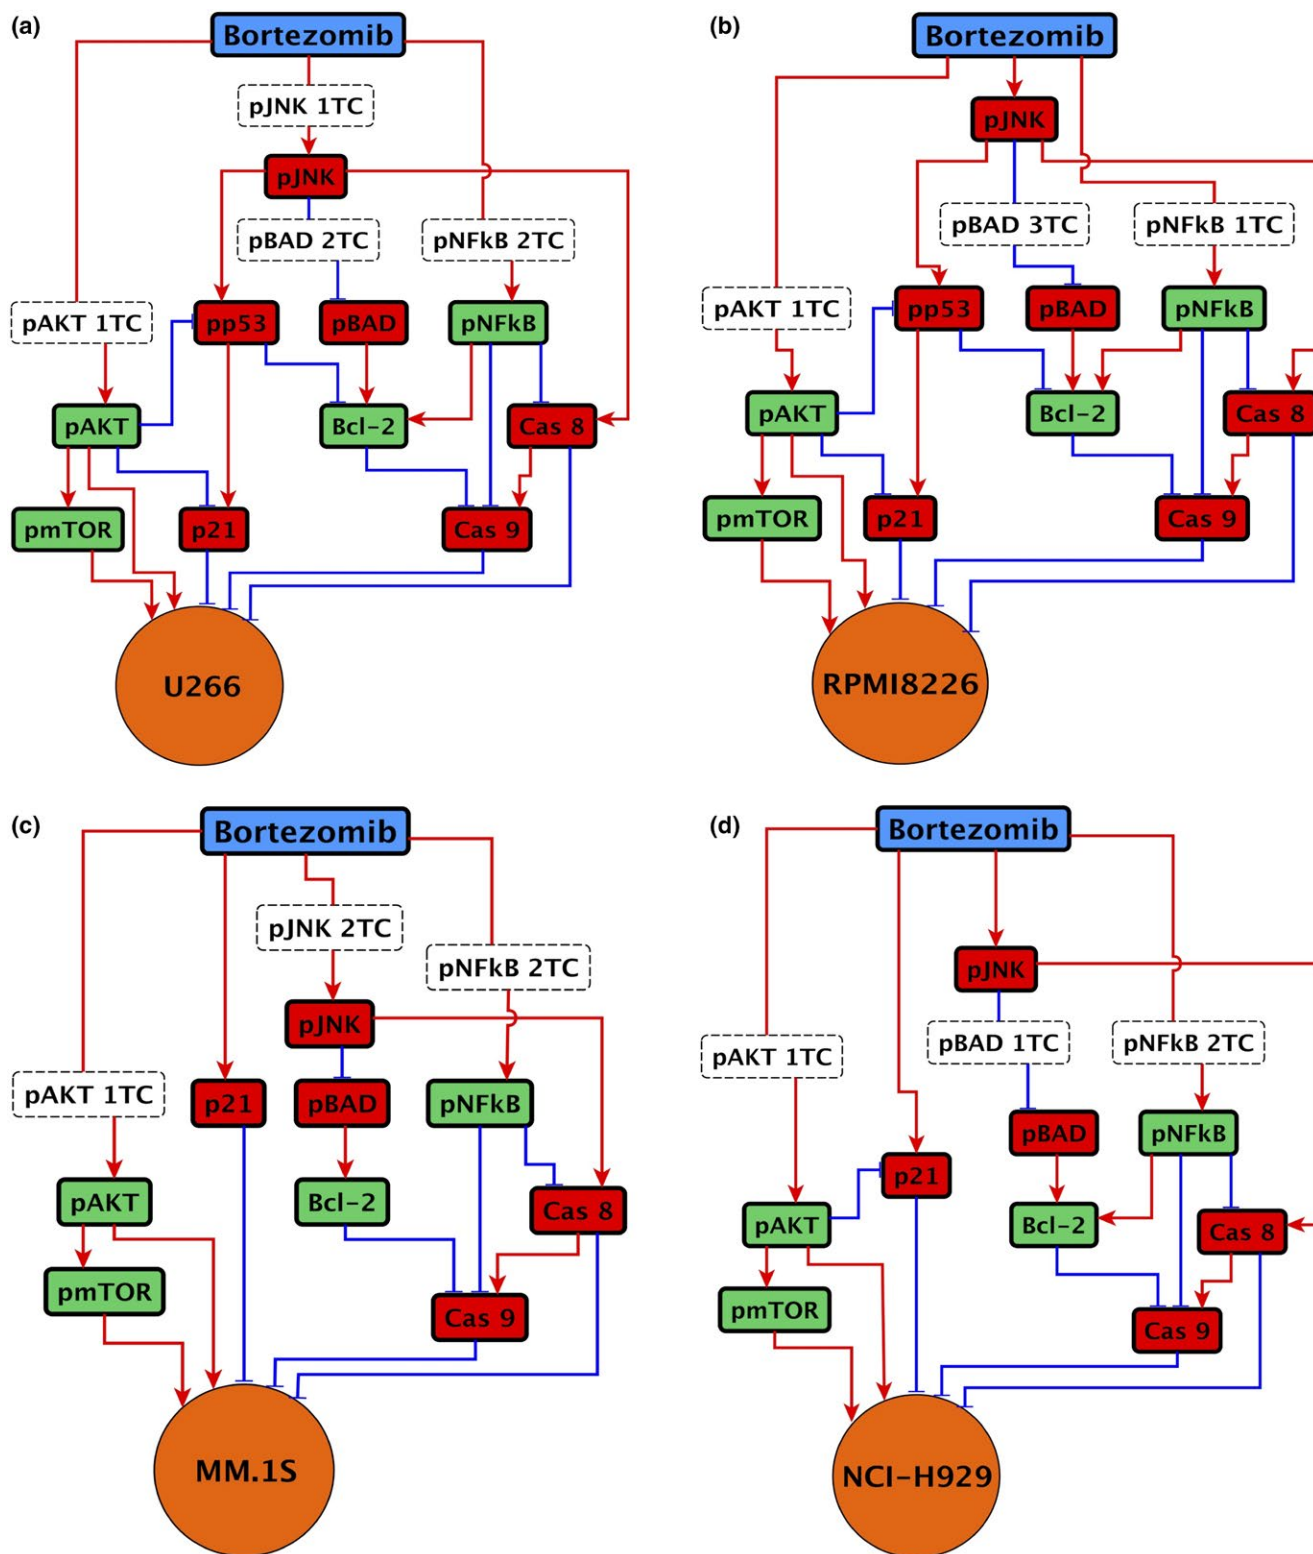 (a)
Bortezomib
pJNK 1TC
pJNK
pBAD 2TC
pNFkB 2TC
pAKT 1TC
pp53
pBAD
pNFkB
pAKT
Bcl-2
Cas 8
pmTOR
p21
Cas 9
U266
(b)
Bortezomib
pJNK
pBAD 3TC
pNFkB 1TC
pAKT 1TC
pp53
pBAD
pNFkB
pAKT
Bcl-2
Cas 8
pmTOR
p21
Cas 9
RPMI8226
(c)
Bortezomib
pJNK 2TC
pNFkB 2TC
pJNK
pAKT 1TC
p21
pBAD
pNFkB
pAKT
Bcl-2
Cas 8
pmTOR
Cas 9
MM.1S
(d)
Bortezomib
pJNK
pAKT 1TC
pBAD 1TC
pNFkB 2TC
pBAD
pNFkB
p21
pAKT
Bcl-2
Cas 8
pmTOR
Cas 9
NCI-H929